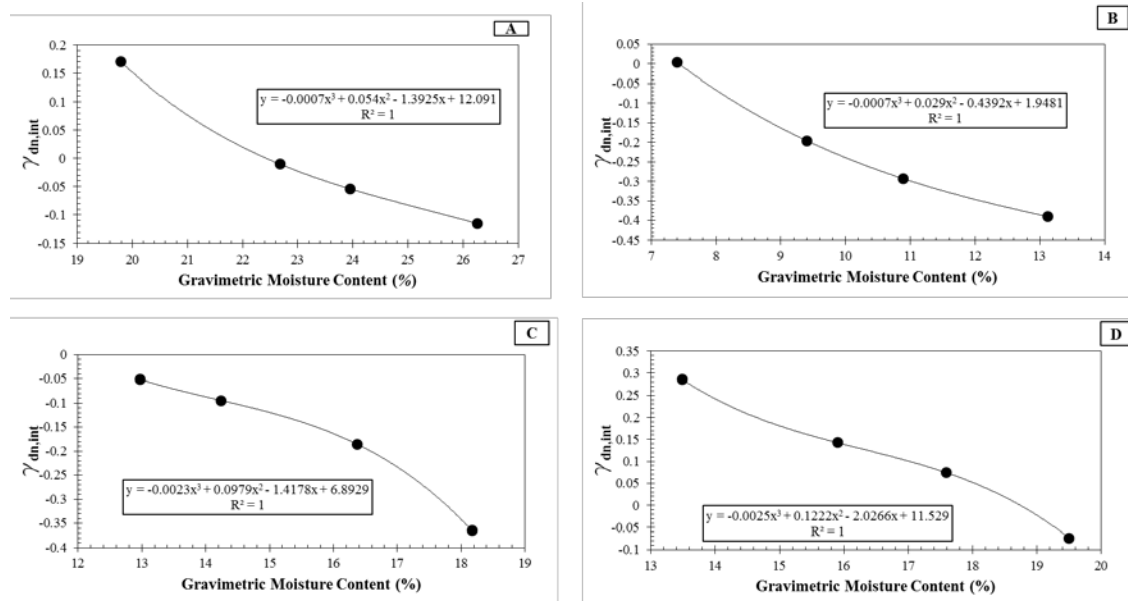 A
0.2
0.15
0.1
0.05
0
-0.05
-0.1
-0.15
γdn,int
y = -0.0007x³ + 0.054x² - 1.3925x + 12.091
R² = 1
19 20 21 22 23 24 25 26 27
Gravimetric Moisture Content (%)
B
0.05
0
-0.05
-0.1
-0.15
-0.2
-0.25
-0.3
-0.35
-0.4
-0.45
γdn,int
y = -0.0007x³ + 0.029x² - 0.4392x + 1.9481
R² = 1
7 8 9 10 11 12 13 14
Gravimetric Moisture Content (%)
C
0
-0.05
-0.1
-0.15
-0.2
-0.25
-0.3
-0.35
-0.4
γdn,int
y = -0.0023x³ + 0.0979x² - 1.4178x + 6.8929
R² = 1
12 13 14 15 16 17 18 19
Gravimetric Moisture Content (%)
D
0.35
0.3
0.25
0.2
0.15
0.1
0.05
0
-0.05
-0.1
γdn,int
y = -0.0025x³ + 0.1222x² - 2.0266x + 11.529
R² = 1
13 14 15 16 17 18 19 20
Gravimetric Moisture Content (%)